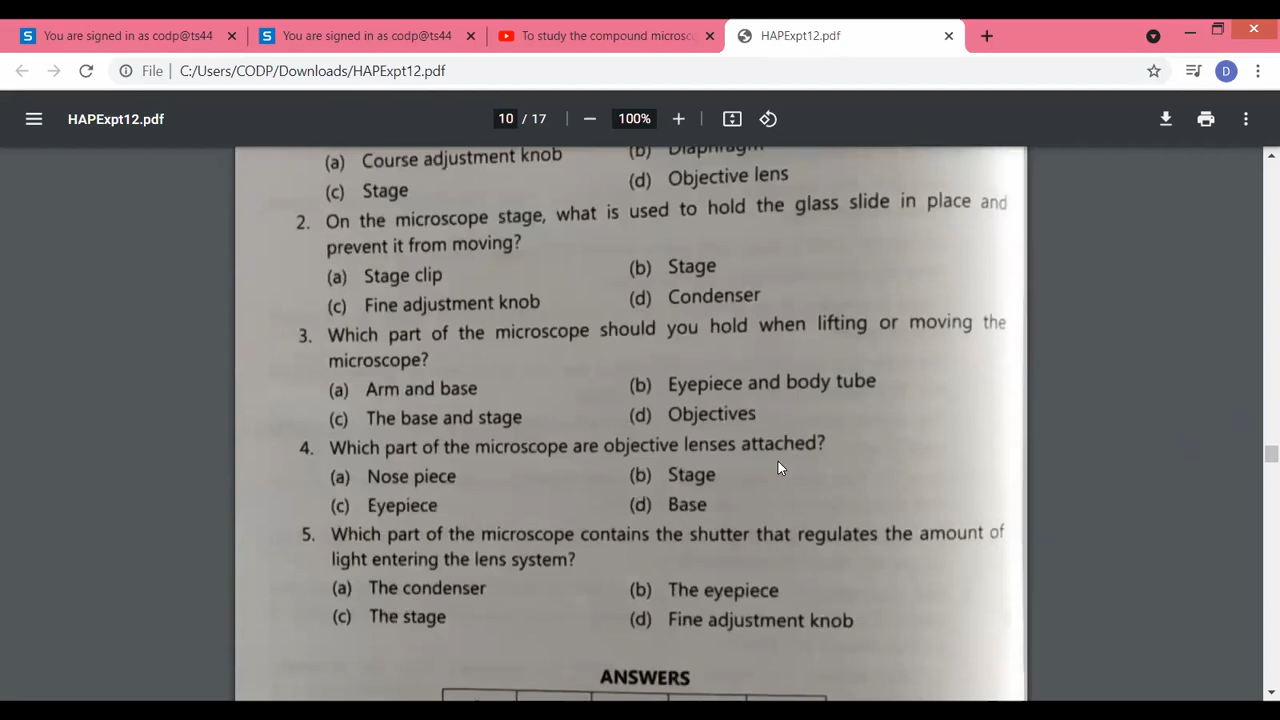 You are signed in as codp@ts44
You are signed in as codp@ts44
To study the compound microsc
HAPExpt12.pdf
File
C:/Users/CODP/Downloads/HAPExpt12.pdf
D
HAPExpt12.pdf
10 / 17
100%
(a) Course adjustment knob (b) Diaphragm
(c) Stage (d) Objective lens
2. On the microscope stage, what is used to hold the glass slide in place and
prevent it from moving?
(a) Stage clip (b) Stage
(c) Fine adjustment knob (d) Condenser
3. Which part of the microscope should you hold when lifting or moving the
microscope?
(a) Arm and base (b) Eyepiece and body tube
(c) The base and stage (d) Objectives
4. Which part of the microscope are objective lenses attached?
(a) Nose piece (b) Stage
(c) Eyepiece (d) Base
5. Which part of the microscope contains the shutter that regulates the amount of
light entering the lens system?
(a) The condenser (b) The eyepiece
(c) The stage (d) Fine adjustment knob
ANSWERS